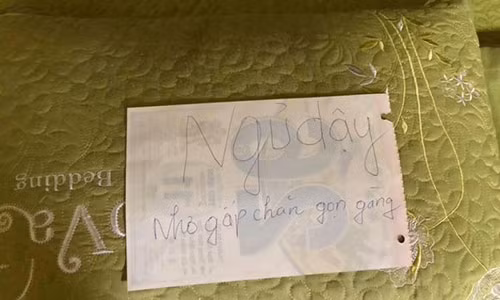 Ngủ dậy
Nhớ gấp chăn gọn gàng
Bedding